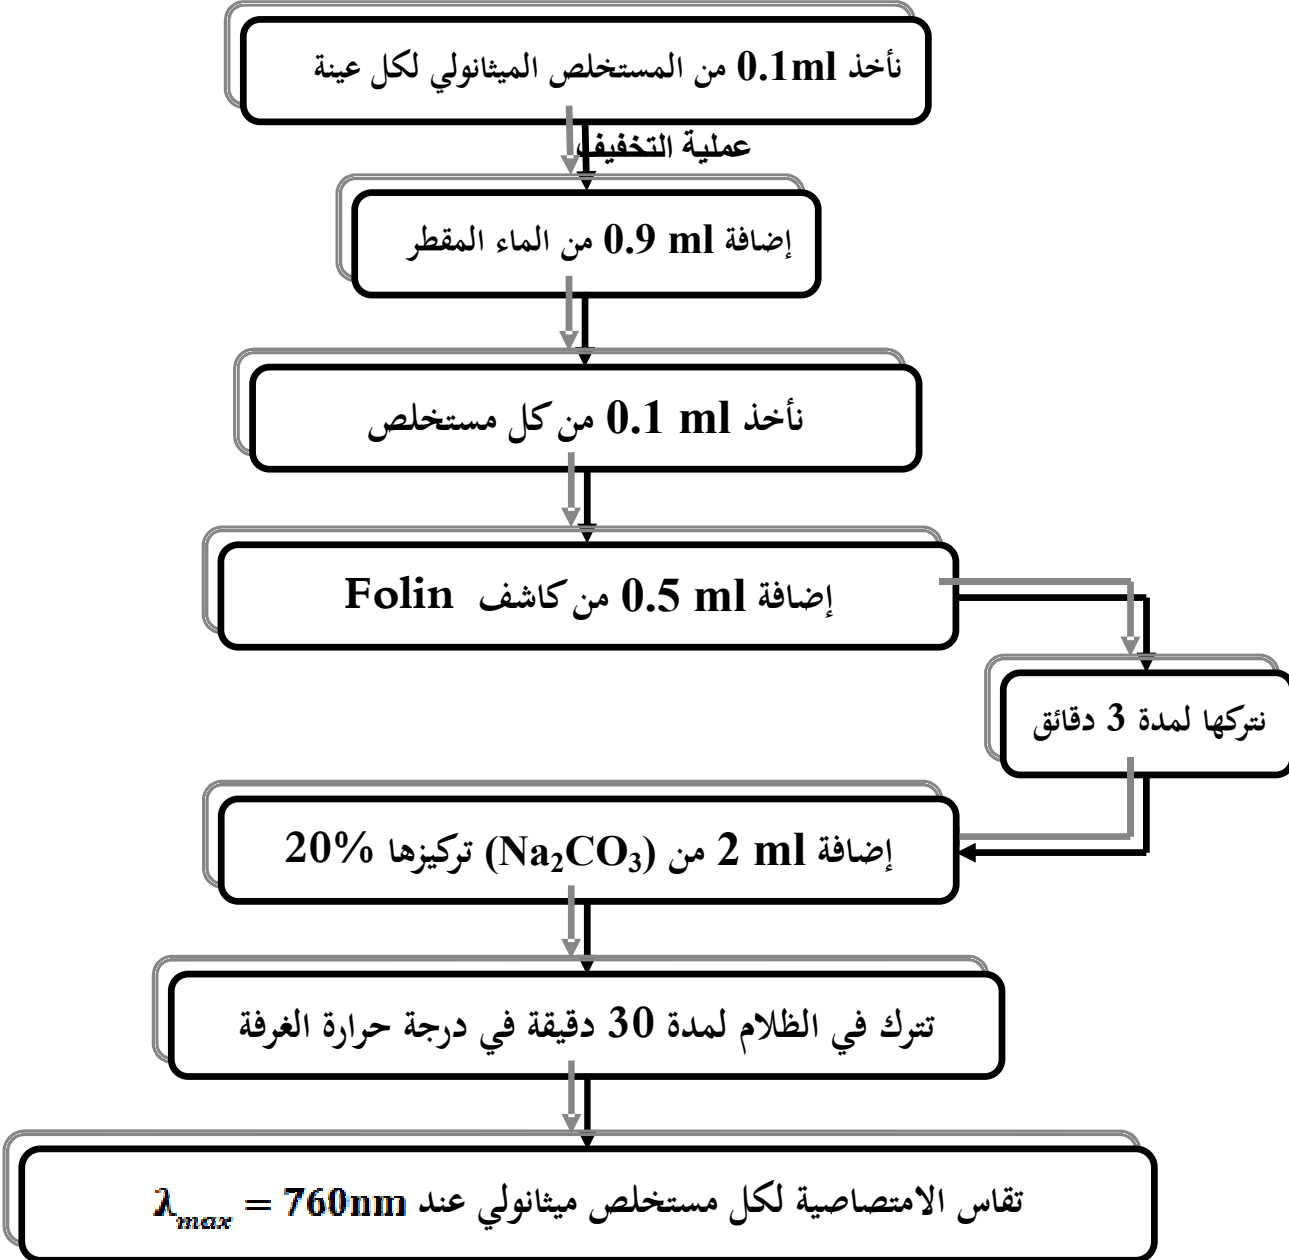 نأخذ 0.1ml من المستخلص الميثانولي لكل عينة
عملية التخفيف
إضافة 0.9 ml من الماء المقطر
نأخذ 0.1 ml من كل مستخلص
إضافة 0.5 ml من كاشف Folin
نتركها لمدة 3 دقائق
إضافة 2 ml من (Na₂CO₃) تركيزها 20%
تترك في الظلام لمدة 30 دقيقة في درجة حرارة الغرفة
تقاس الامتصاصية لكل مستخلص ميثانولي عند λmax = 760nm